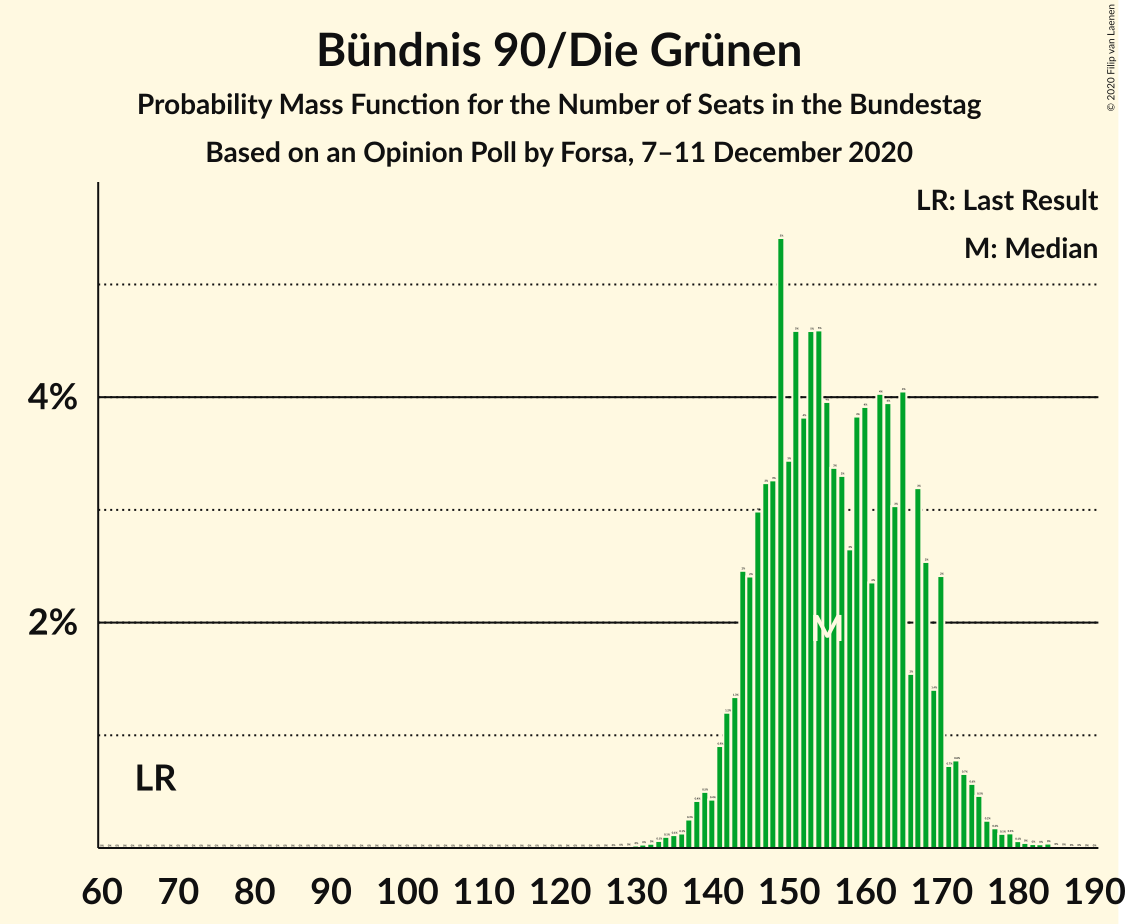 Bündnis 90/Die Grünen
Probability Mass Function for the Number of Seats in the Bundestag
Based on an Opinion Poll by Forsa, 7–11 December 2020
© 2020 Filip van Laenen
LR: Last Result
M: Median
4%
2%
M
LR
60 70 80 90 100 110 120 130 140 150 160 170 180 190